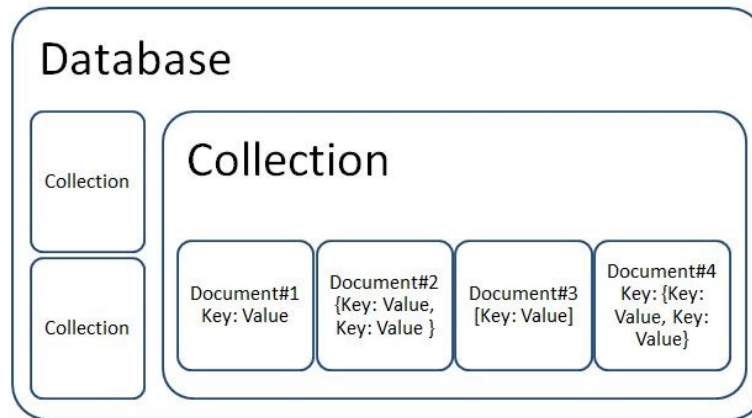 Database
Collection
Collection
Collection
Document#1
Key: Value
Document#2
{Key: Value,
Key: Value }
Document#3
[Key: Value]
Document#4
Key: {Key:
Value, Key:
Value}